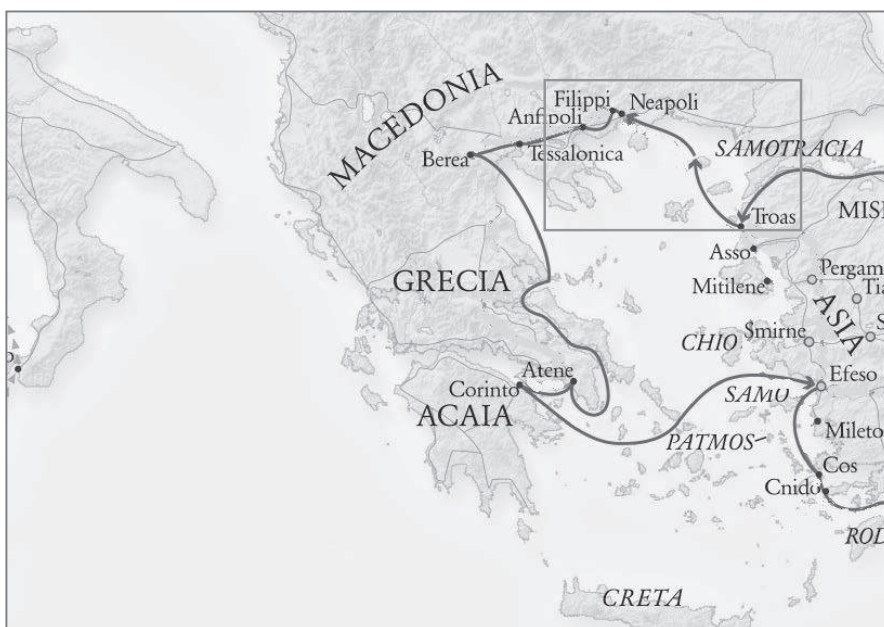 MACEDONIA
Filippi
Neapoli
Anfipoli
Tessalonica
Berea
SAMOTRACIA
Troas
Asso
Mitilene
GRECIA
ASIA
CHIO
Smirne
Atene
Corinto
ACAIA
SAMO
Efeso
PATMOS
Mileto
Cos
Cnido
CRETA